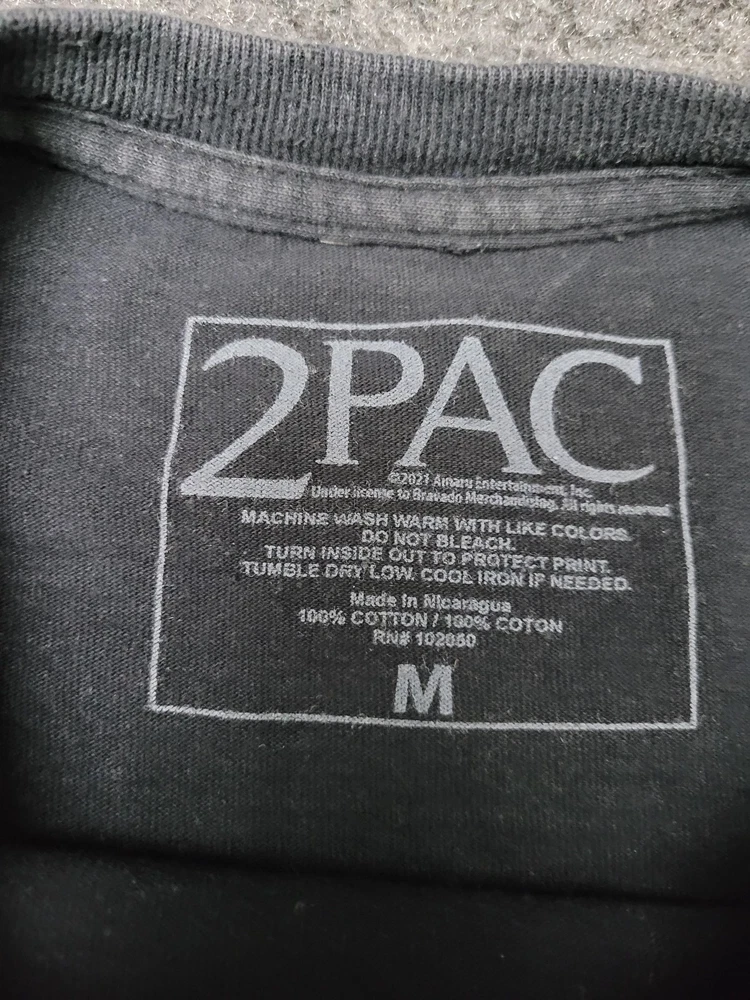 2PAC
©2021 Amaru Entertainment, Inc.
Under license to Bravado Merchandising. All rights reserved.
MACHINE WASH WARM WITH LIKE COLORS.
DO NOT BLEACH.
TURN INSIDE OUT TO PROTECT PRINT.
TUMBLE DRY LOW. COOL IRON IF NEEDED.
Made In Nicaragua
100% COTTON / 100% COTON
RN# 102050
M